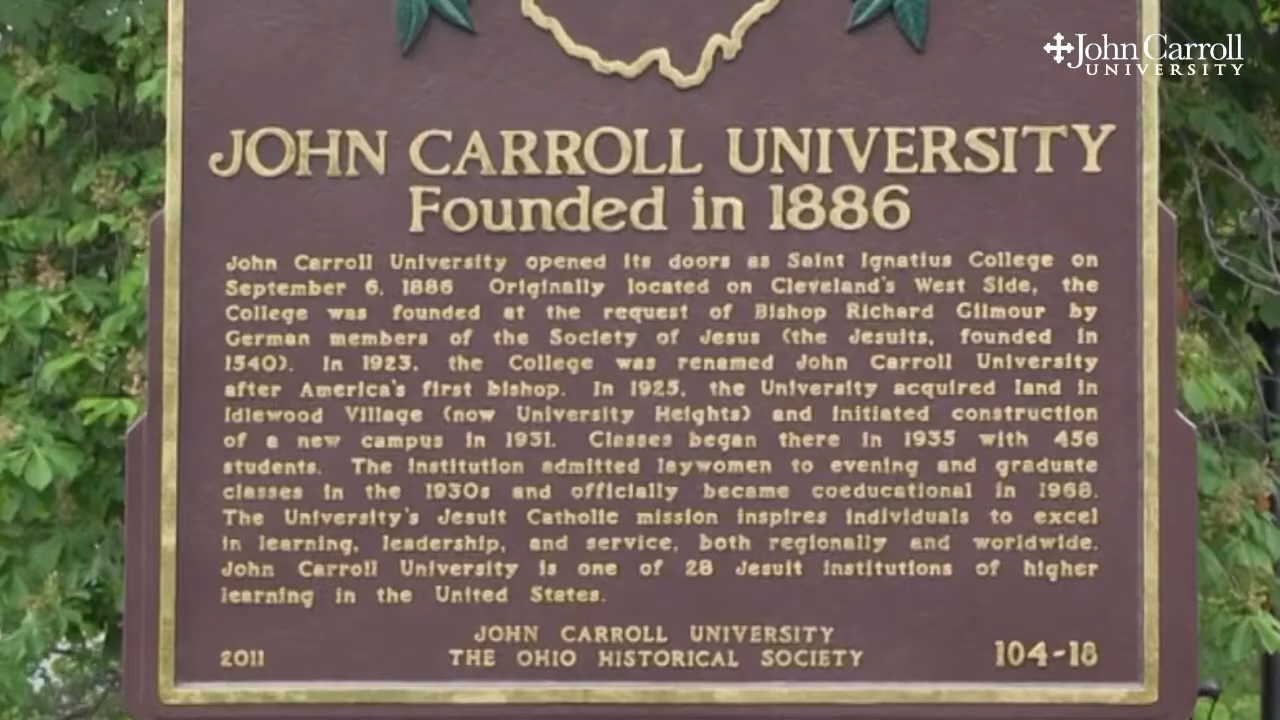 John Carroll
UNIVERSITY
JOHN CARROLL UNIVERSITY
Founded in 1886
John Carroll University opened its doors as Saint Ignatius College on
September 6, 1886 Originally located on Cleveland's West Side, the
College was founded at the request of Bishop Richard Gilmour by
German members of the Society of Jesus (the Jesuits, founded in
1540). In 1923, the College was renamed John Carroll University
after America's first bishop. In 1925, the University acquired land in
Idlewood Village (now University Heights) and initiated construction
of a new campus in 1931. Classes began there in 1935 with 456
students. The institution admitted laywomen to evening and graduate
classes in the 1930s and officially became coeducational in 1968.
The University's Jesuit Catholic mission inspires individuals to excel
in learning, leadership, and service, both regionally and worldwide.
John Carroll University is one of 28 Jesuit institutions of higher
learning in the United States.
JOHN CARROLL UNIVERSITY
2011 THE OHIO HISTORICAL SOCIETY 104-18